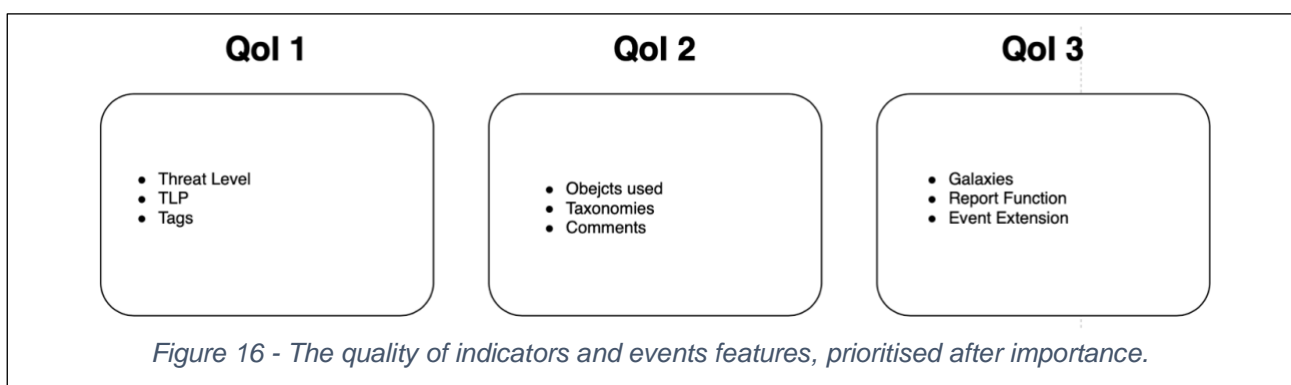 QoI 1
• Threat Level
• TLP
• Tags
QoI 2
• Obejcts used
• Taxonomies
• Comments
QoI 3
• Galaxies
• Report Function
• Event Extension
Figure 16 - The quality of indicators and events features, prioritised after importance.